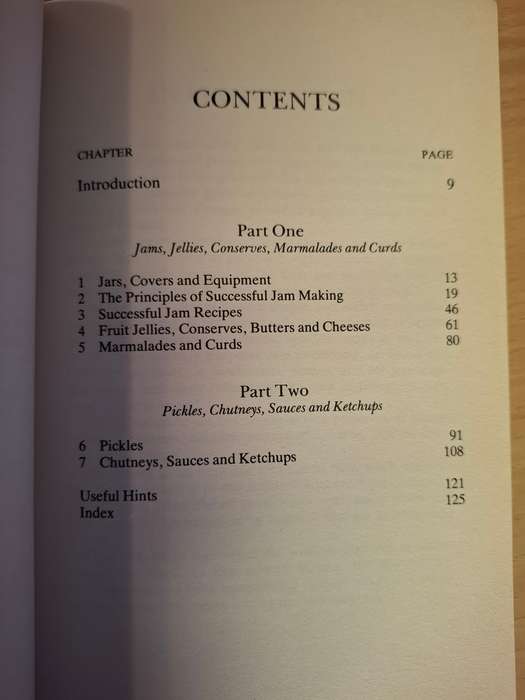 CONTENTS
CHAPTER PAGE
Introduction 9
Part One
Jams, Jellies, Conserves, Marmalades and Curds
1 Jars, Covers and Equipment 13
2 The Principles of Successful Jam Making 19
3 Successful Jam Recipes 46
4 Fruit Jellies, Conserves, Butters and Cheeses 61
5 Marmalades and Curds 80
Part Two
Pickles, Chutneys, Sauces and Ketchups
6 Pickles 91
7 Chutneys, Sauces and Ketchups 108
Useful Hints 121
Index 125